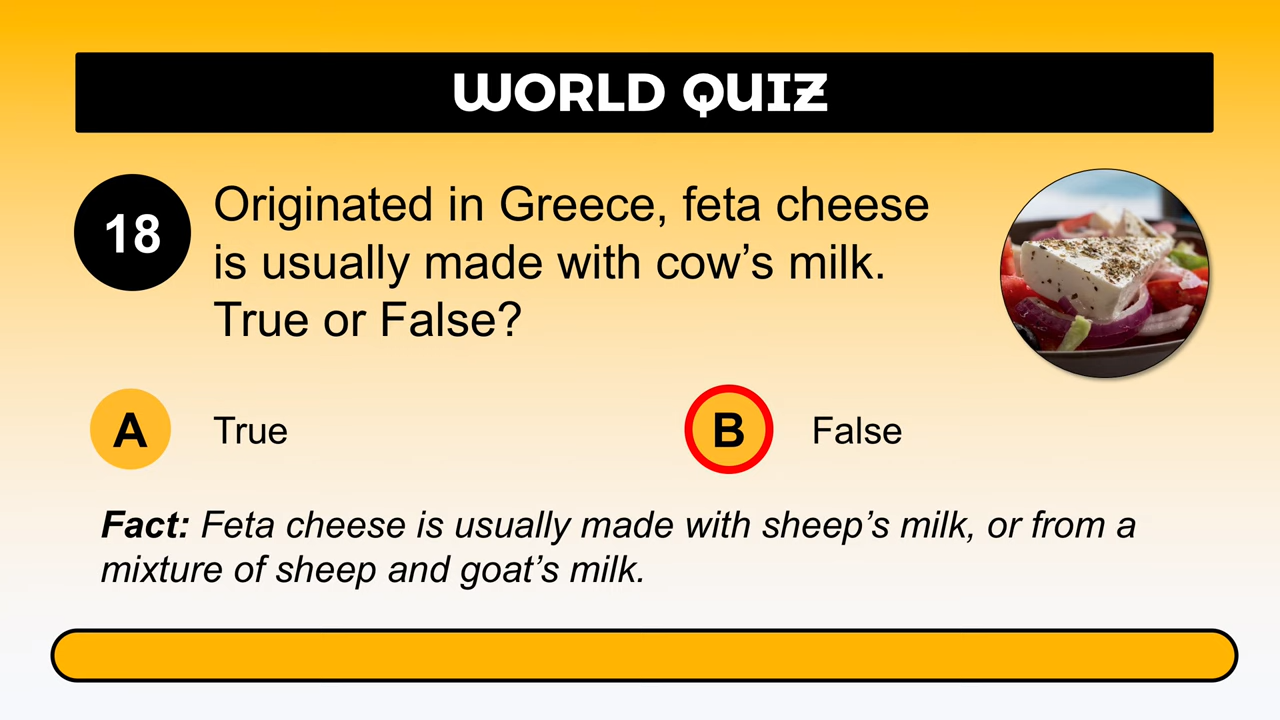 WORLD QUIZ
18
Originated in Greece, feta cheese
is usually made with cow’s milk.
True or False?
A True
B False
Fact: Feta cheese is usually made with sheep’s milk, or from a
mixture of sheep and goat’s milk.